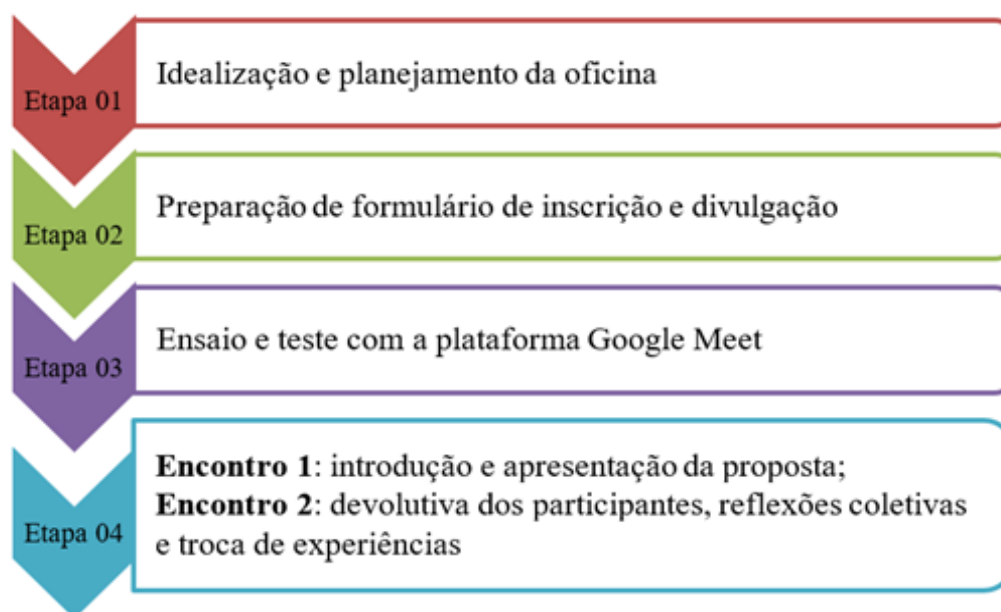 Etapa 01
Idealização e planejamento da oficina
Etapa 02
Preparação de formulário de inscrição e divulgação
Etapa 03
Ensaio e teste com a plataforma Google Meet
Etapa 04
Encontro 1: introdução e apresentação da proposta;
Encontro 2: devolutiva dos participantes, reflexões coletivas
e troca de experiências